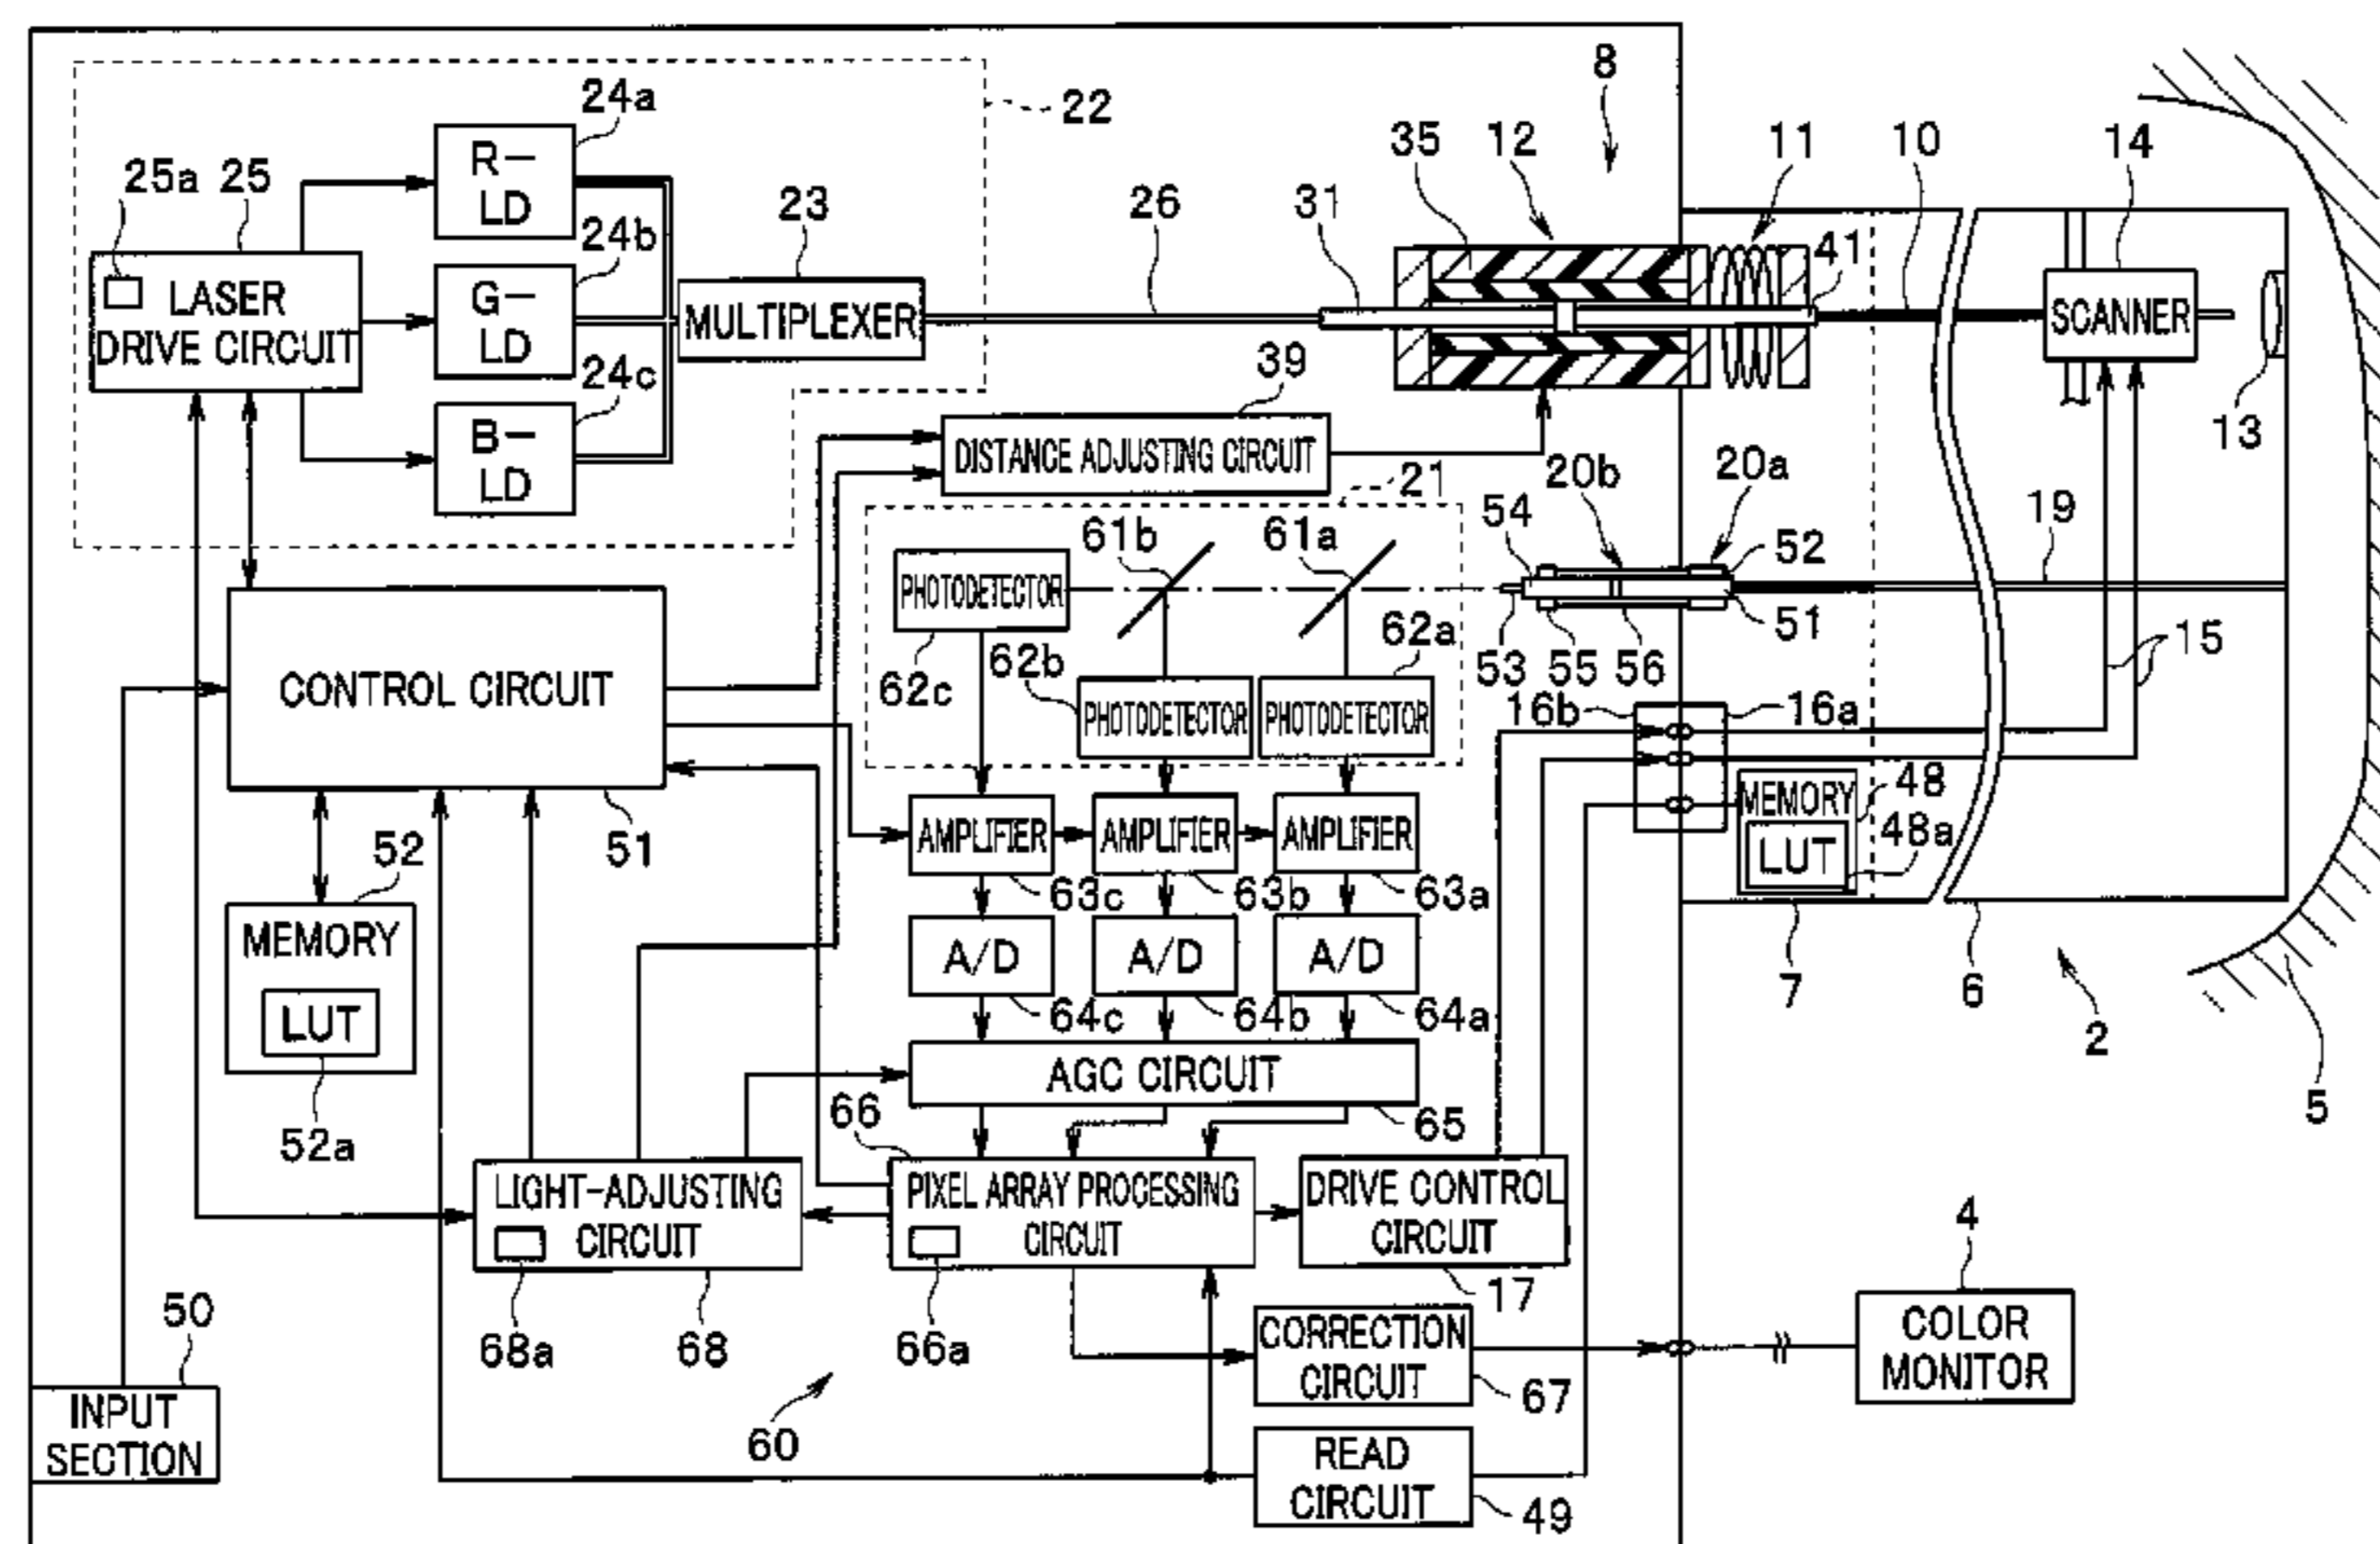 8
24a
22
R-
LD
35
12
11
10
14
25a
25
24b
23
26
31
41
LASER
DRIVE CIRCUIT
G-
LD
MULTIPLEXER
SCANNER
24c
39
13
B-
LD
DISTANCE ADJUSTING CIRCUIT
21
20b
20a
54
19
61b
61a
52
PHOTODETECTOR
51
62a
15
53
55
56
62b
62c
CONTROL CIRCUIT
PHOTODETECTOR
PHOTODETECTOR
16b
16a
48
MEMORY
48a
LUT
AMPLIFIER
AMPLIFIER
AMPLIFIER
52
51
63c
63b
63a
MEMORY
A/D
A/D
A/D
7
6
LUT
64c
64b
64a
2
AGC CIRCUIT
5
52a
66
65
LIGHT-ADJUSTING
CIRCUIT
PIXEL ARRAY PROCESSING
CIRCUIT
DRIVE CONTROL
CIRCUIT
4
50
68a
68
66a
17
CORRECTION
CIRCUIT
COLOR
MONITOR
67
INPUT
SECTION
60
READ
CIRCUIT
49